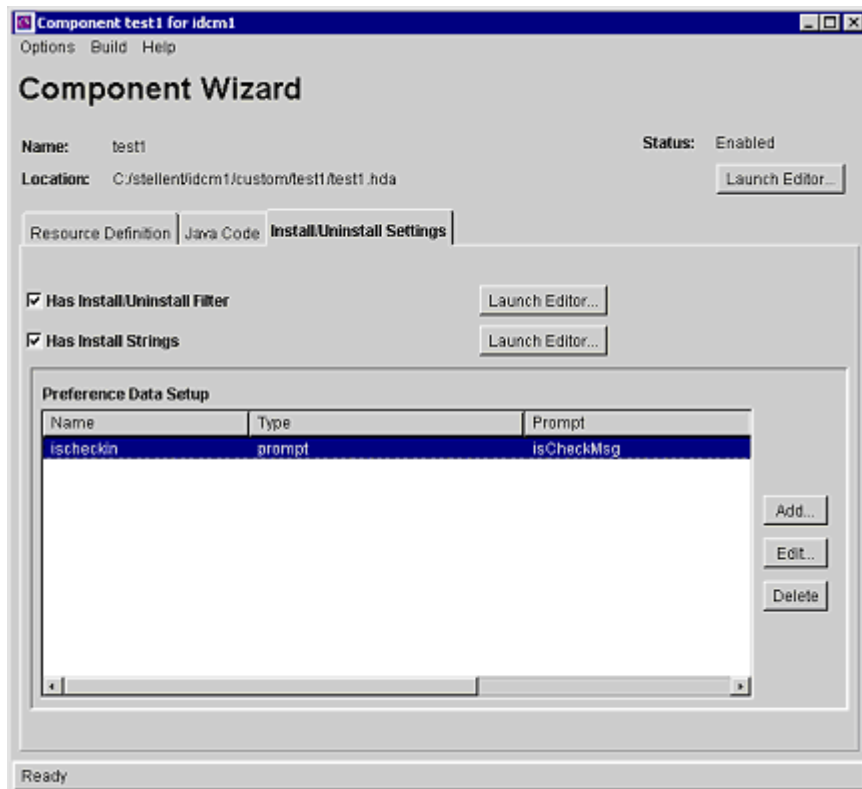 Component test1 for idcm1
Options Build Help
Component Wizard
Name: test1 Status: Enabled
Location: C:/stellent/idcm1/custom/test1/test1.hda Launch Editor...
Resource Definition Java Code Install/Uninstall Settings
Has Install/Uninstall Filter Launch Editor...
Has Install Strings Launch Editor...
Preference Data Setup
Name Type Prompt
ischeckin prompt isCheckMsg
Add...
Edit...
Delete
Ready